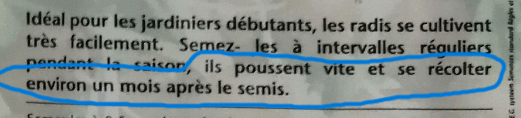 Idéal pour les jardiniers débutants, les radis se cultivent
très facilement. Semez- les à intervalles réguliers
pendant la saison, ils poussent vite et se récolter
environ un mois après le semis.